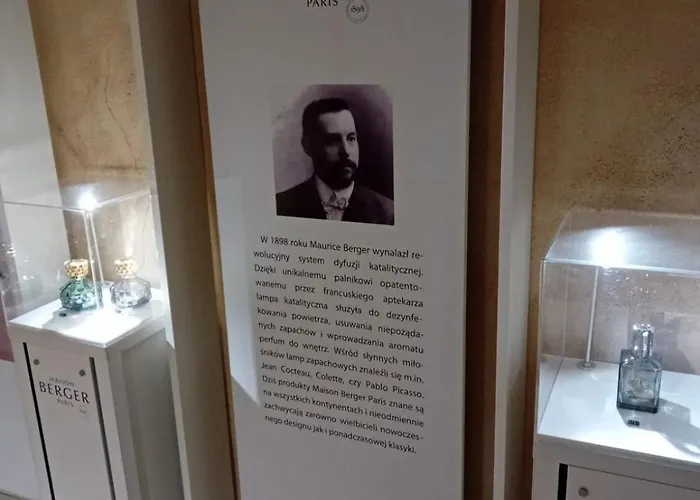 PARIS
1898
W 1898 roku Maurice Berger wynalazł re-
wolucyjny system dyfuzji katalitycznej.
Dzięki unikalnemu palnikowi opatento-
wanemu przez francuskiego aptekarza
lampa katalityczna służyła do dezynfe-
kowania powietrza, usuwania niepożąda-
nych zapachów i wprowadzania aromatu
perfum do wnętrz. Wśród słynnych miło-
śników lamp zapachowych znaleźli się m.in.
Jean Cocteau, Colette, czy Pablo Picasso.
Dziś produkty Maison Berger Paris znane są
na wszystkich kontynentach i nieodmiennie
zachwycają zarówno wielbicieli nowoczes-
nego designu jak i ponadczasowej klasyki.
MAISON
BERGER
PARIS